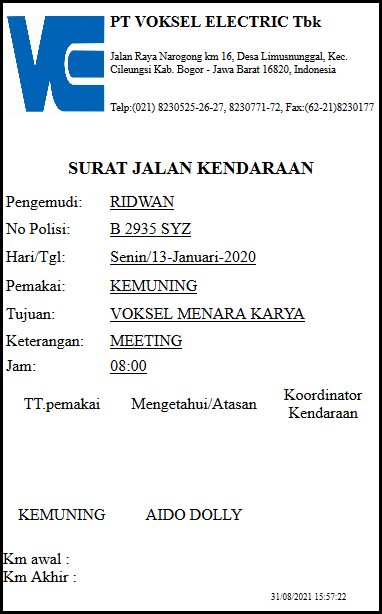 PT VOKSEL ELECTRIC Tbk
Jalan Raya Narogong km 16, Desa Limusnunggal, Kec.
Cileungsi Kab. Bogor - Jawa Barat 16820, Indonesia
Telp:(021) 8230525-26-27, 8230771-72, Fax:(62-21)8230177
SURAT JALAN KENDARAAN
Pengemudi: RIDWAN
No Polisi: B 2935 SYZ
Hari/Tgl: Senin/13-Januari-2020
Pemakai: KEMUNING
Tujuan: VOKSEL MENARA KARYA
Keterangan: MEETING
Jam: 08:00
TT.pemakai Mengetahui/Atasan Koordinator
Kendaraan
KEMUNING AIDO DOLLY
Km awal :
Km Akhir :
31/08/2021 15:57:22